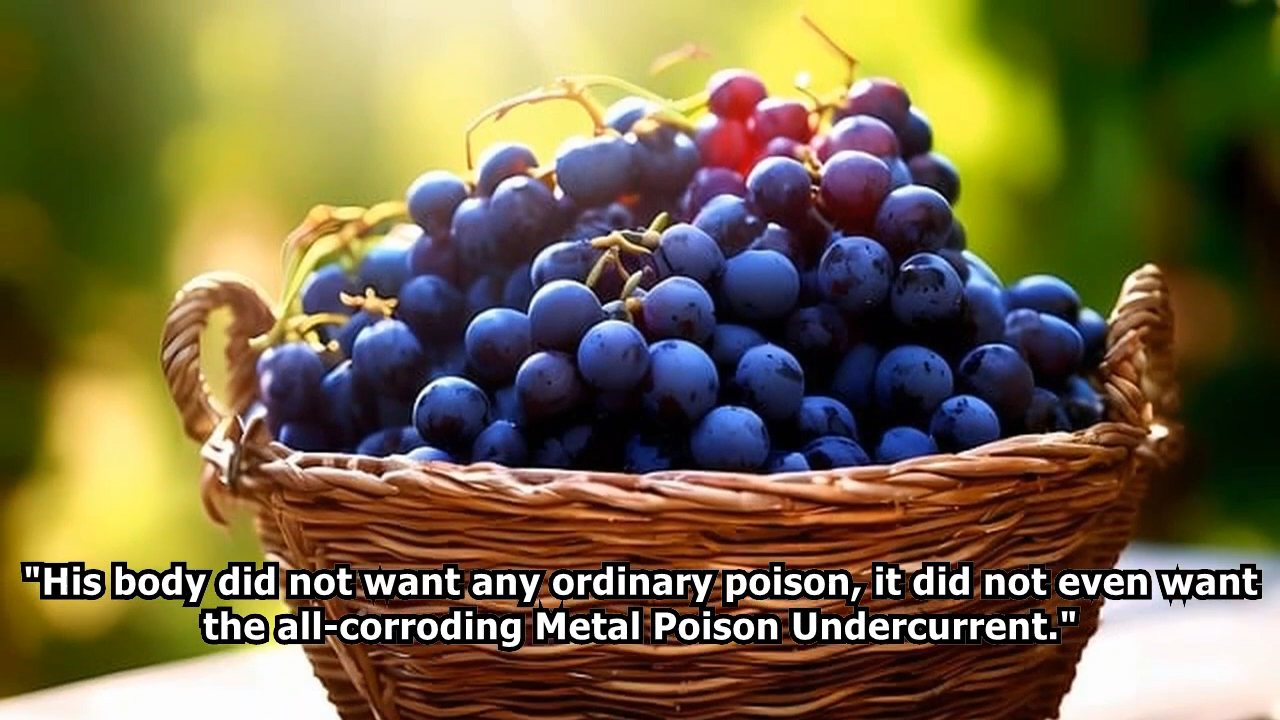 "His body did not want any ordinary poison, it did not even want
the all-corroding Metal Poison Undercurrent."